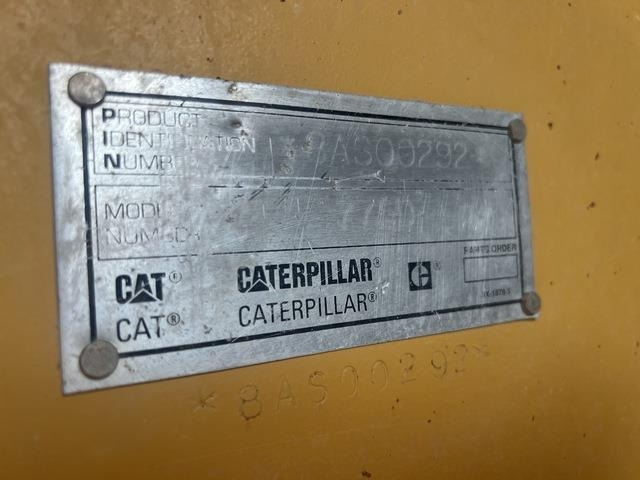 PRODUCT
IDENTIFICATION
NUMBER *8AS00292*
MODEL
NUMBER
PARTS ORDER
CAT® CATERPILLAR®
CAT® CATERPILLAR®
*8AS00292*